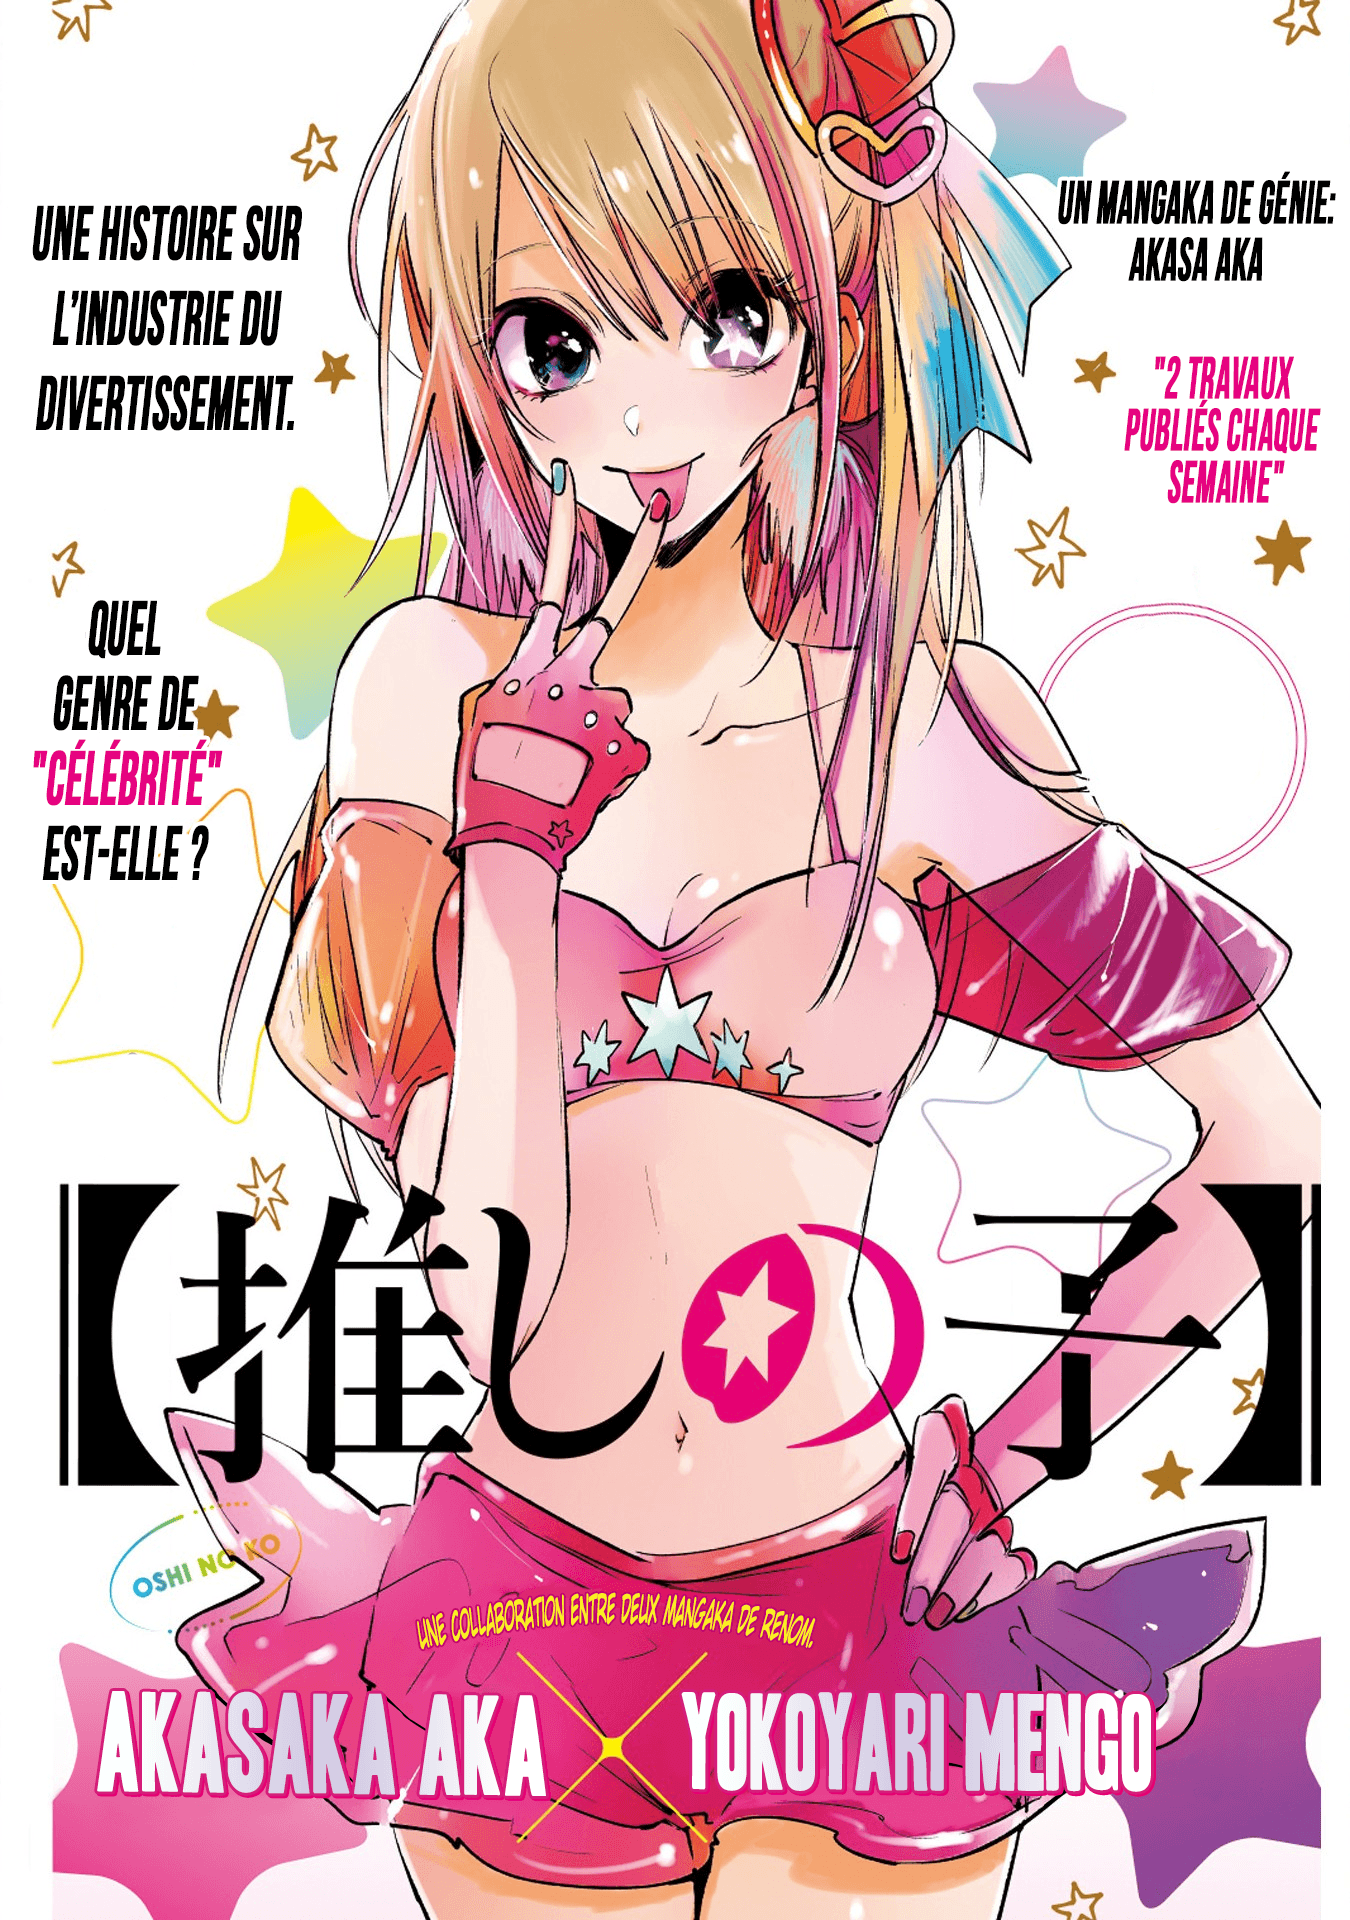 UNE HISTOIRE SUR
L'INDUSTRIE DU
DIVERTISSEMENT.
UN MANGAKA DE GÉNIE:
AKASA AKA
"2 TRAVAUX
PUBLIÉS CHAQUE
SEMAINE"
QUEL
GENRE DE
"CÉLÉBRITÉ"
EST-ELLE ?
【推しの子】
OSHI NO KO
UNE COLLABORATION ENTRE DEUX MANGAKA DE RENOM.
AKASAKA AKA × YOKOYARI MENGO